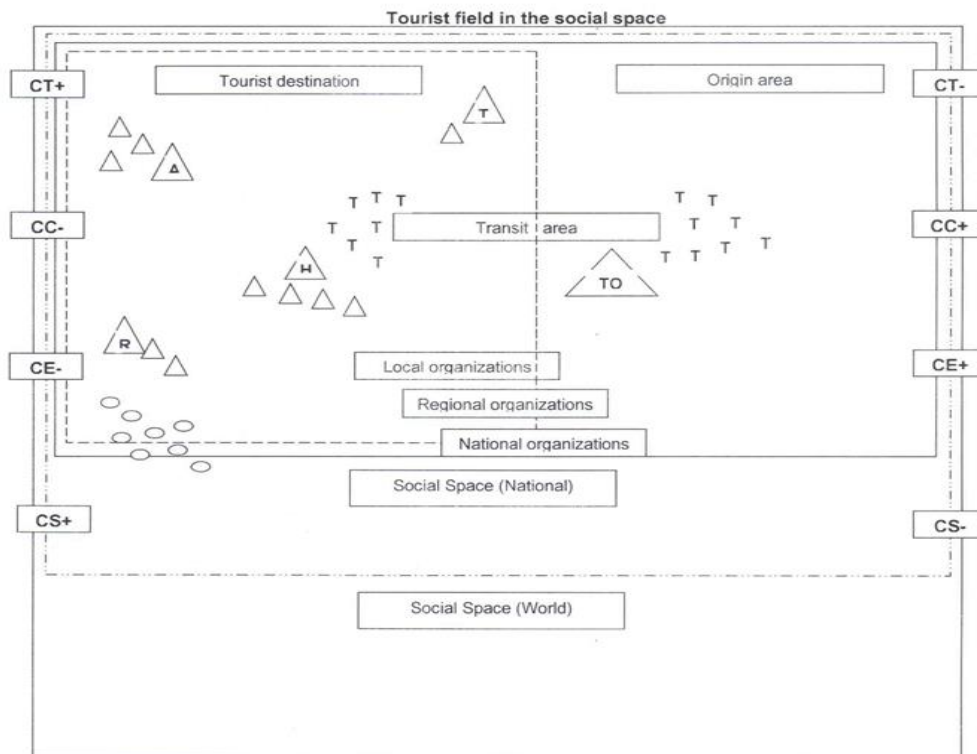 Tourist field in the social space
CT+
Tourist destination
Origin area
CT-
T
Δ
T T T
T T
T
T
T T
T T
T T T T
CC-
Transit area
CC+
H
TO
R
CE-
Local organizations
CE+
Regional organizations
National organizations
Social Space (National)
CS+
CS-
Social Space (World)